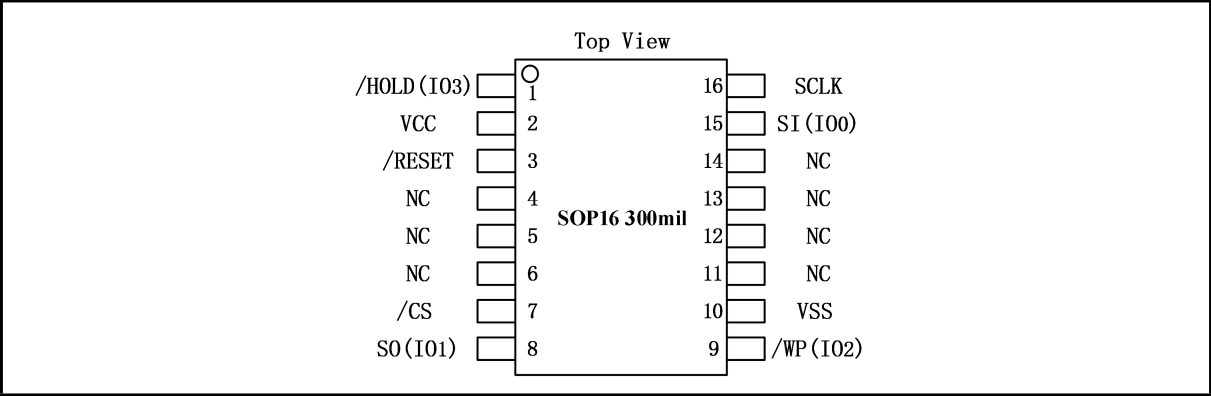 Top View
/HOLD(IO3) 1 16 SCLK
VCC 2 15 SI(IO0)
/RESET 3 14 NC
NC 4 13 NC
SOP16 300mil
NC 5 12 NC
NC 6 11 NC
/CS 7 10 VSS
SO(IO1) 8 9 /WP(IO2)